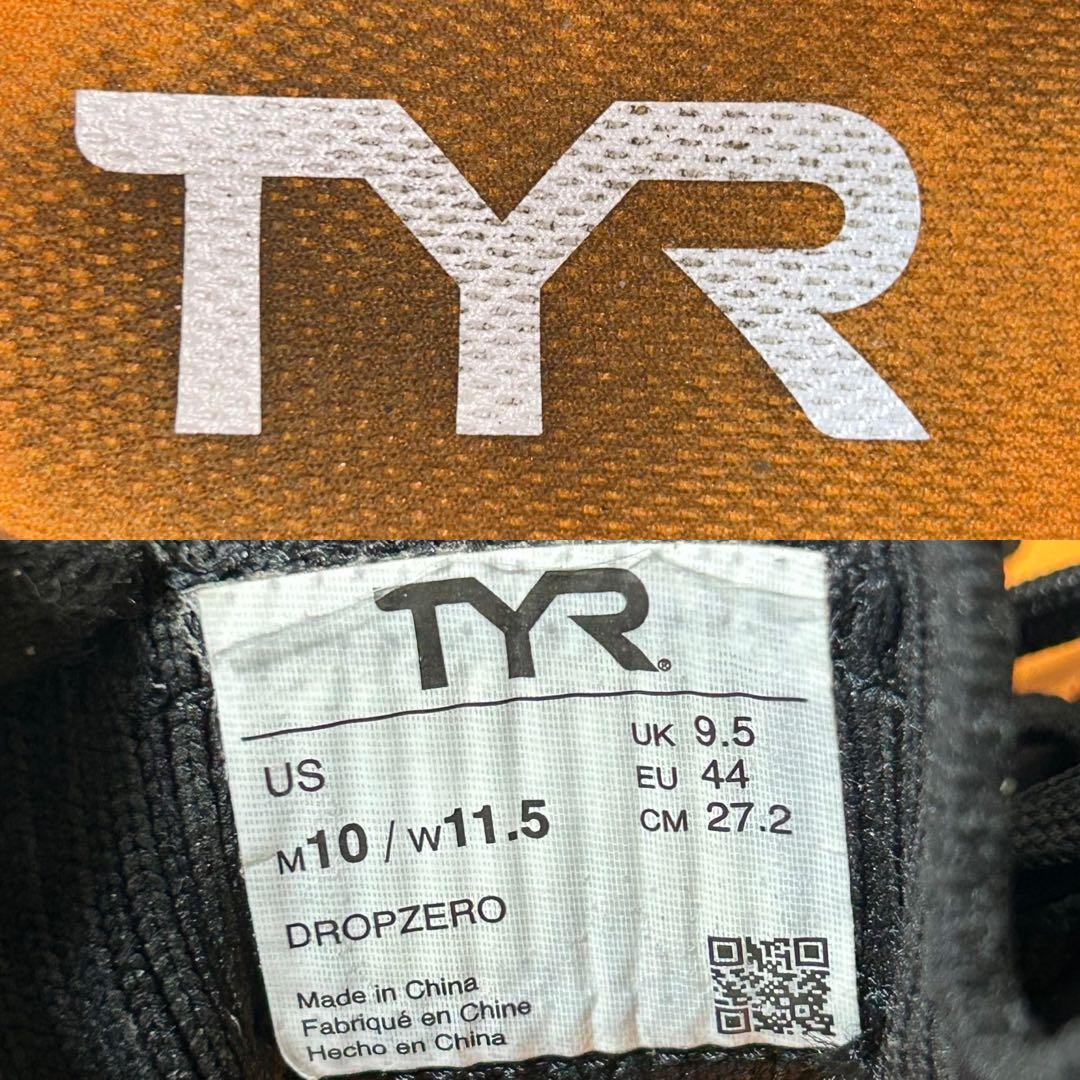 TYR
TYR®
US
M10 / W11.5
UK 9.5
EU 44
CM 27.2
DROPZERO
Made in China
Fabriqué en Chine
Hecho en China